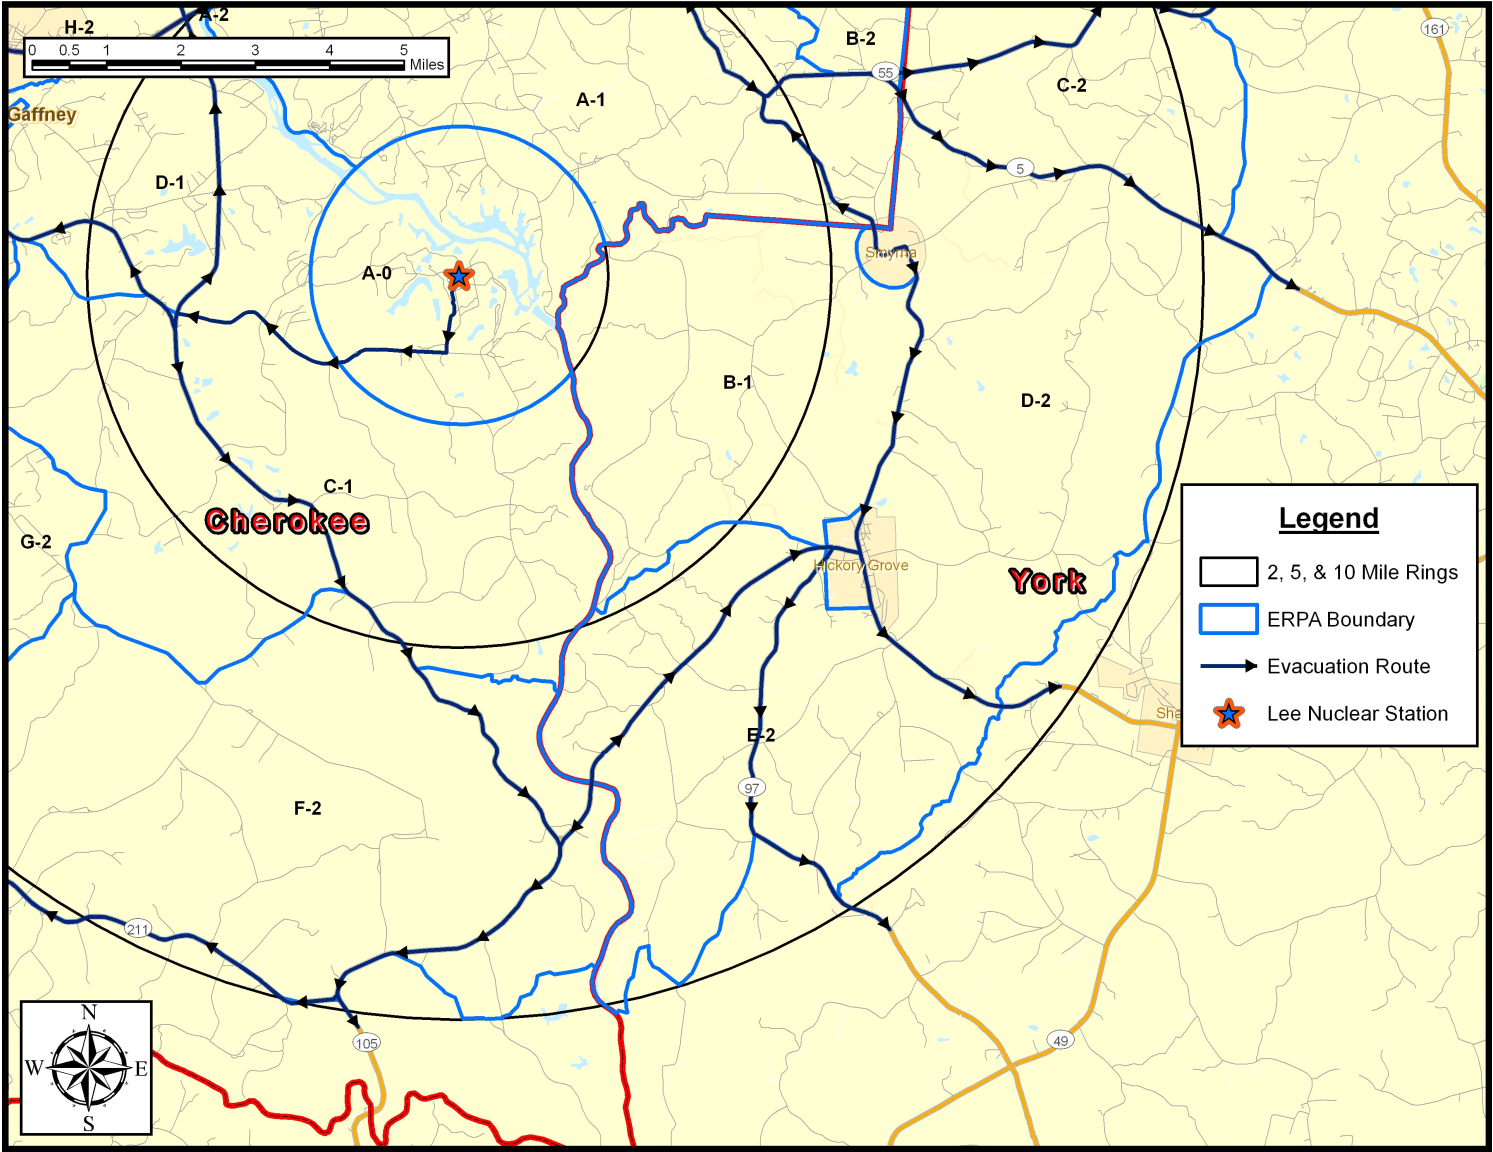 A-2
H-2
161
B-2
0 0.5 1 2 3 4 5
Miles
55
C-2
A-1
Gaffney
5
D-1
Smyrna
A-0
B-1
D-2
C-1
Cherokee
G-2
Hickory Grove
York
Legend
2, 5, & 10 Mile Rings
ERPA Boundary
Evacuation Route
Lee Nuclear Station
E-2
97
F-2
211
105
49
N
W E
S